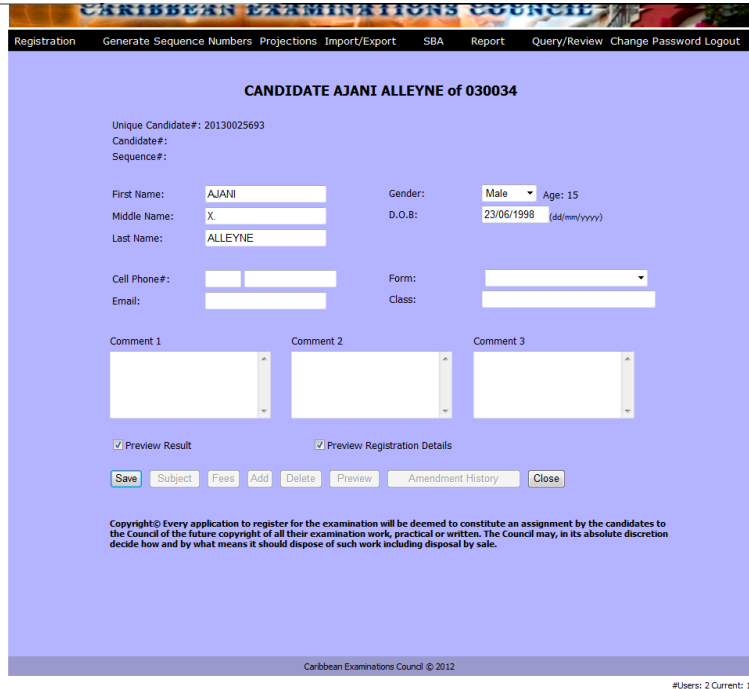 CARIBBEAN EXAMINATIONS COUNCIL
Registration Generate Sequence Numbers Projections Import/Export SBA Report Query/Review Change Password Logout
CANDIDATE AJANI ALLEYNE of 030034
Unique Candidate#: 20130025693
Candidate#:
Sequence#:
First Name: AJANI Gender: Male Age: 15
Middle Name: X. D.O.B: 23/06/1998 (dd/mm/yyyy)
Last Name: ALLEYNE
Cell Phone#: Form:
Email: Class:
Comment 1 Comment 2 Comment 3
Preview Result Preview Registration Details
Save Subject Fees Add Delete Preview Amendment History Close
Copyright© Every application to register for the examination will be deemed to constitute an assignment by the candidates to
the Council of the future copyright of all their examination work, practical or written. The Council may, in its absolute discretion
decide how and by what means it should dispose of such work including disposal by sale.
Caribbean Examinations Council © 2012
#Users: 2 Current: 1